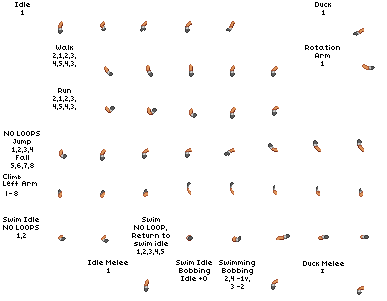 Idle
1
Duck
1
Walk
2,1,2,3,
4,5,4,3,
Rotation
Arm
1
Run
2,1,2,3,
4,5,4,3,
NO LOOPS
Jump
1,2,3,4
Fall
5,6,7,8
Climb
Left Arm
1-8
Swim Idle
NO LOOPS
1,2
Swim
NO LOOP,
Return to
swim idle
1,2,3,4,5
Swim Idle
Bobbing
Idle +0
Swimming
Bobbing
2,4 -1v,
3 -2
Idle Melee
1
Duck Melee
1